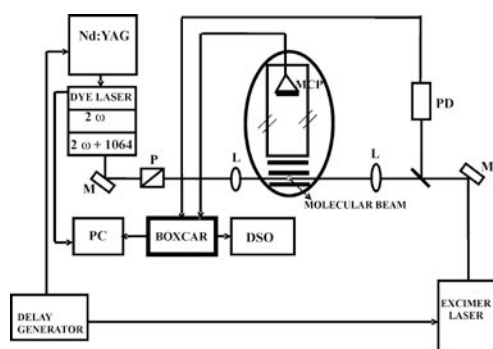 Nd:YAG
DYE LASER
2 ω
2 ω + 1064
M
P
L
MCP
MOLECULAR BEAM
L
PD
M
PC
BOXCAR
DSO
DELAY
GENERATOR
EXCIMER
LASER